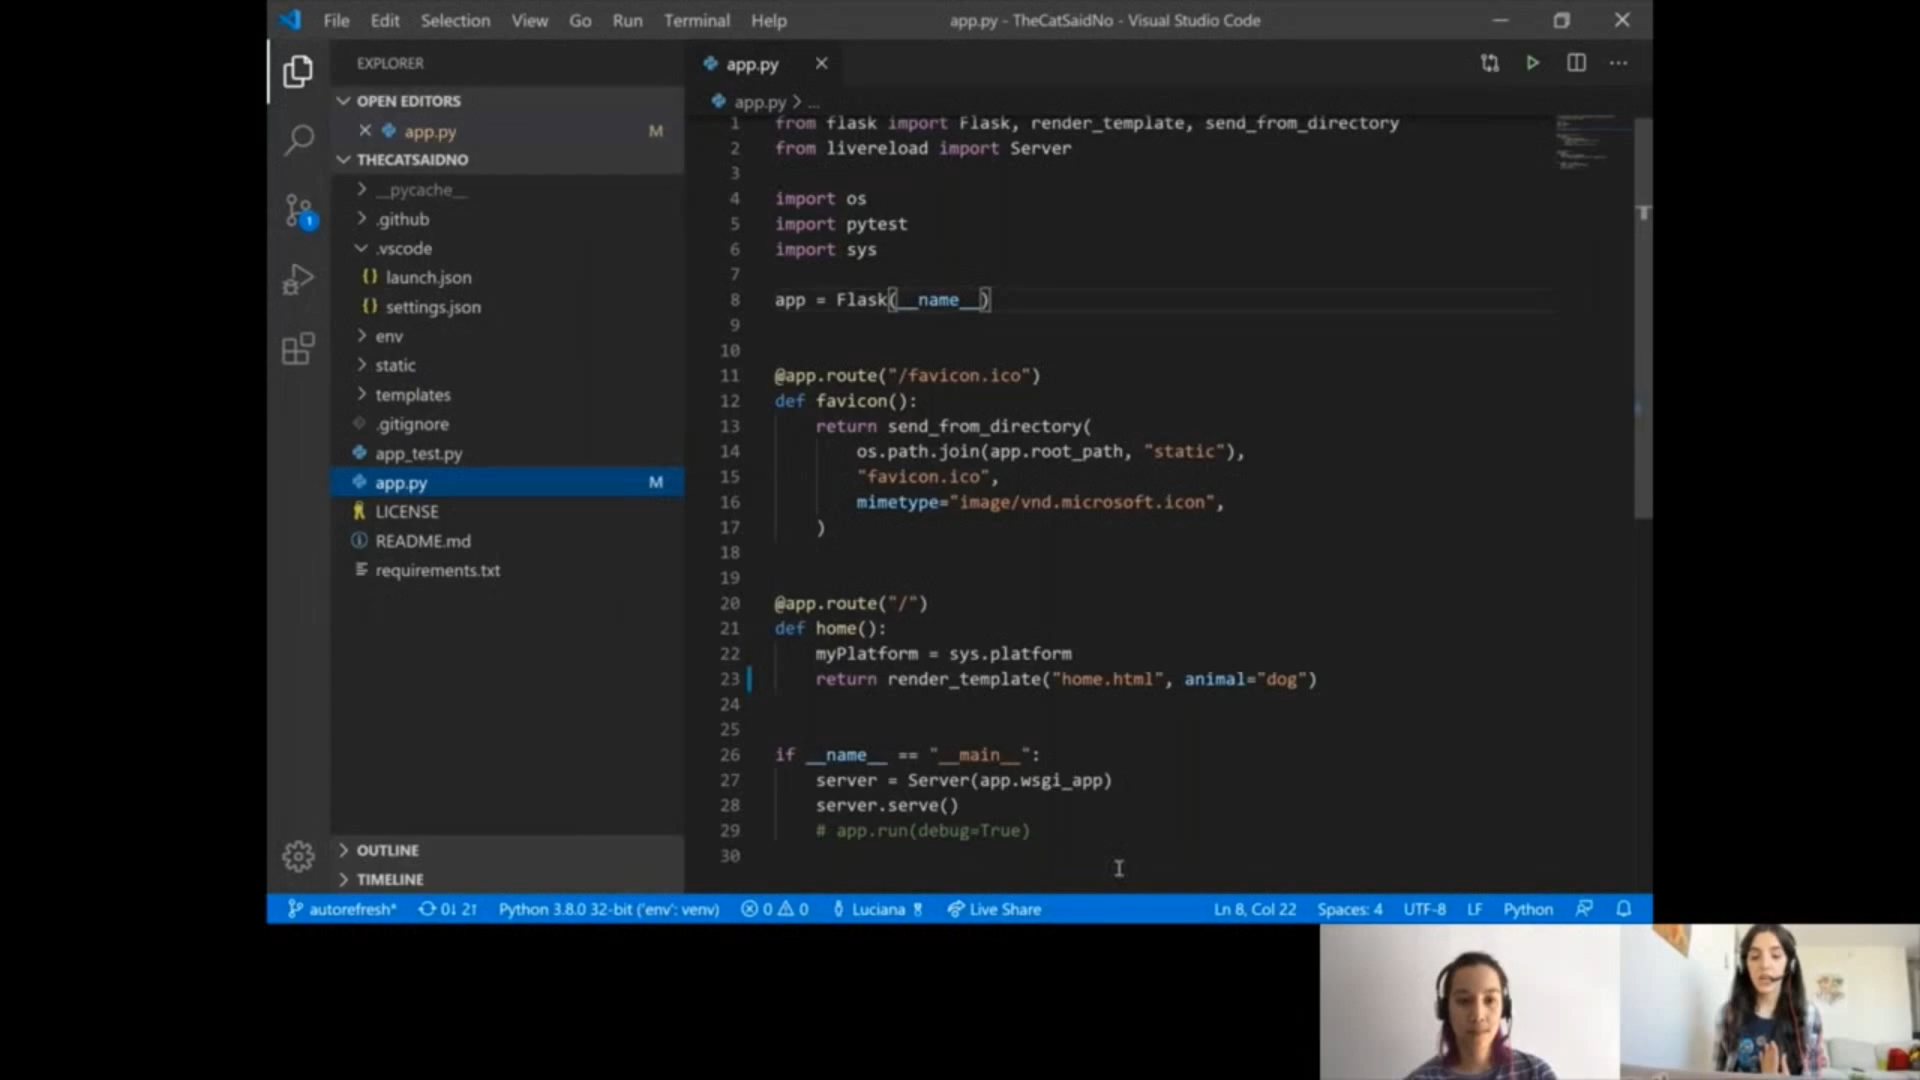 File Edit Selection View Go Run Terminal Help app.py - TheCatSaidNo - Visual Studio Code
EXPLORER
OPEN EDITORS
app.py M
THECATSAIDNO
__pycache__
.github
.vscode
{} launch.json
{} settings.json
env
static
templates
.gitignore
app_test.py
app.py M
LICENSE
README.md
requirements.txt
OUTLINE
TIMELINE
app.py
app.py > ...
1 from flask import Flask, render_template, send_from_directory
2 from livereload import Server
3
4 import os
5 import pytest
6 import sys
7
8 app = Flask(__name__)
9
10
11 @app.route("/favicon.ico")
12 def favicon():
13 return send_from_directory(
14 os.path.join(app.root_path, "static"),
15 "favicon.ico",
16 mimetype="image/vnd.microsoft.icon",
17 )
18
19
20 @app.route("/")
21 def home():
22 myPlatform = sys.platform
23 return render_template("home.html", animal="dog")
24
25
26 if __name__ == "__main__":
27 server = Server(app.wsgi_app)
28 server.serve()
29 # app.run(debug=True)
30
autorefresh* 0↓ 2↑ Python 3.8.0 32-bit ('env': venv) 0 0 Luciana Live Share Ln 8, Col 22 Spaces: 4 UTF-8 LF Python